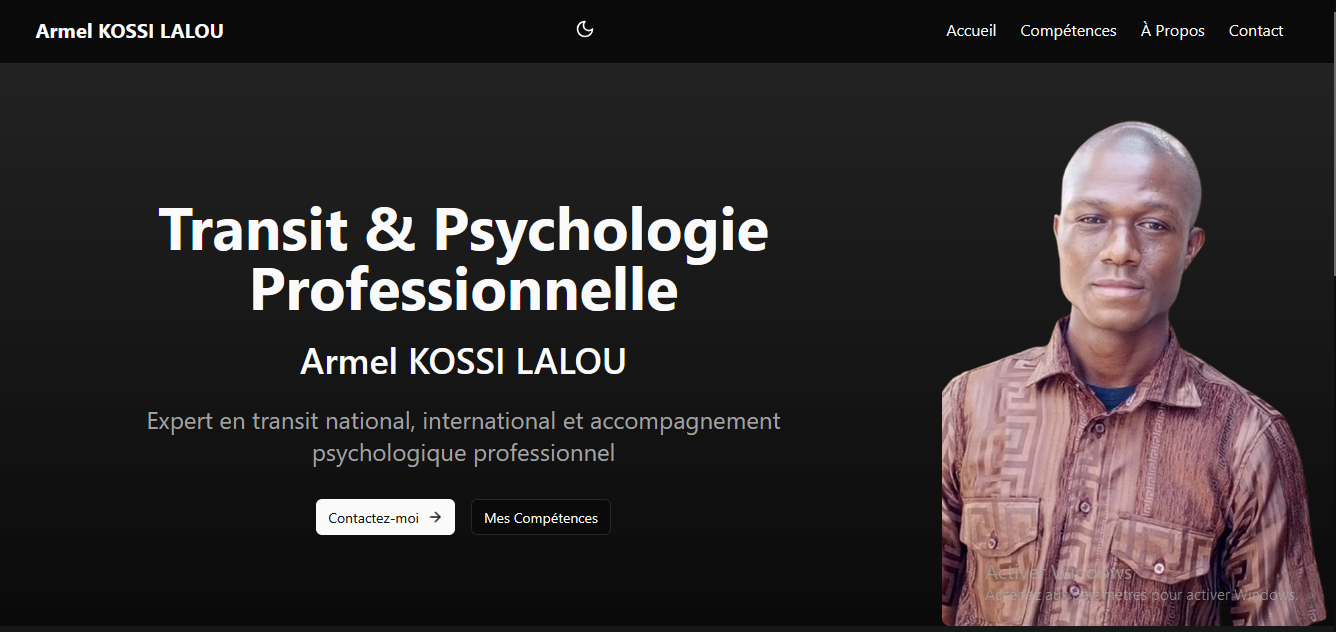 Armel KOSSI LALOU
Accueil Compétences À Propos Contact
Transit & Psychologie
Professionnelle
Armel KOSSI LALOU
Expert en transit national, international et accompagnement
psychologique professionnel
Contactez-moi → Mes Compétences
Activer Windows
Accédez aux paramètres pour activer Windows.